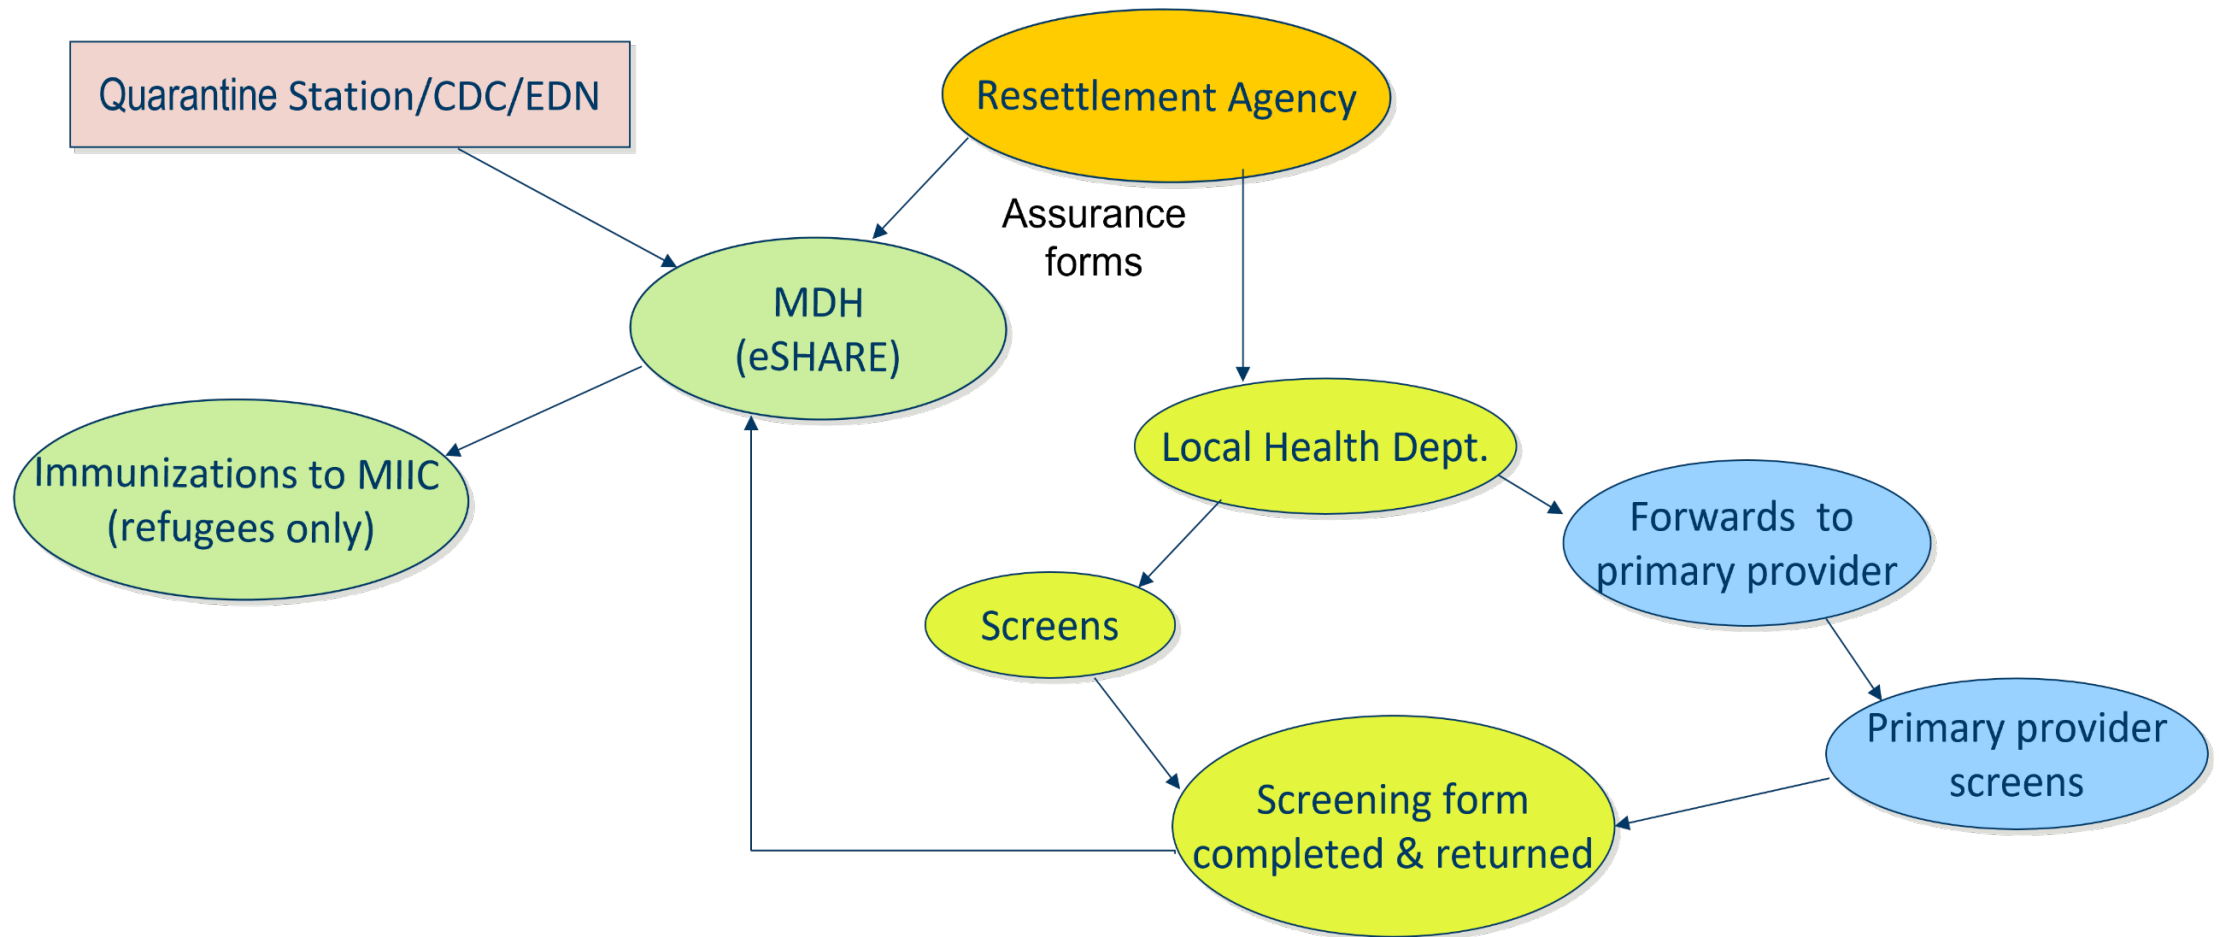 Quarantine Station/CDC/EDN
Resettlement Agency
Assurance
forms
MDH
(eSHARE)
Local Health Dept.
Immunizations to MIIC
(refugees only)
Forwards to
primary provider
Screens
Primary provider
screens
Screening form
completed & returned